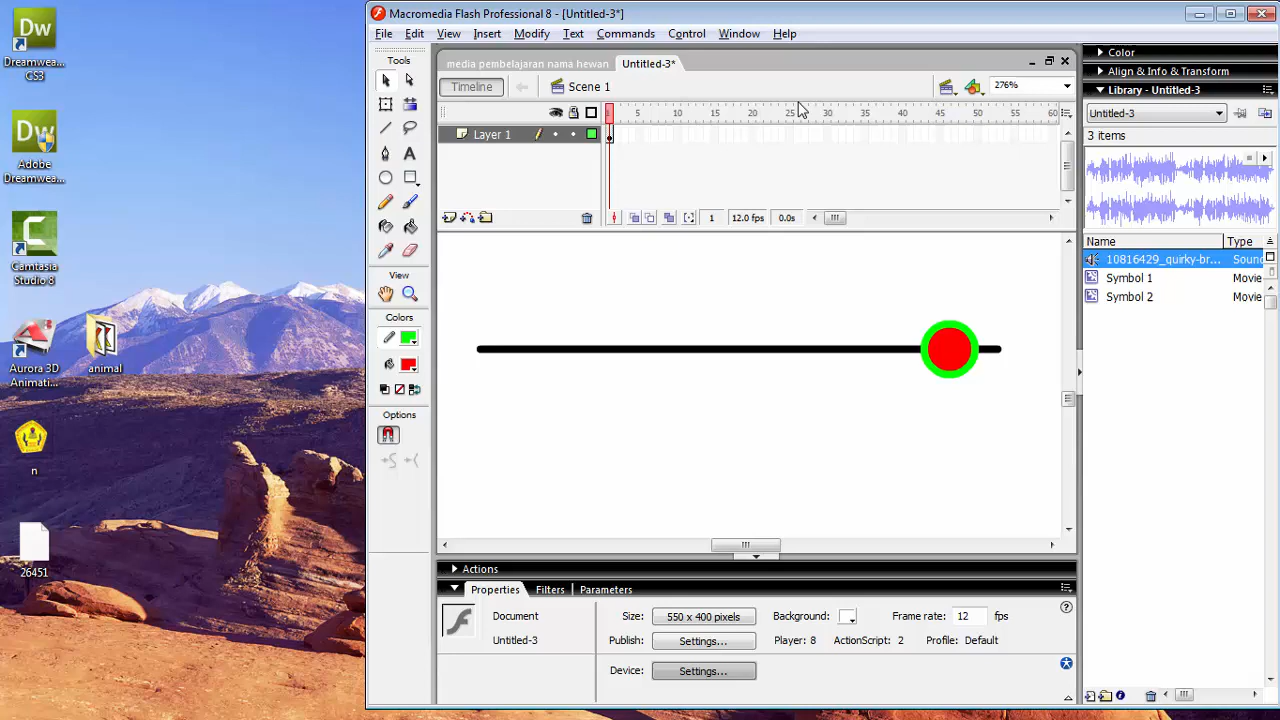 Dreamwea... CS3
Adobe Dreamwea...
Camtasia Studio 8
Aurora 3D Animati...
animal
n
26451
Macromedia Flash Professional 8 - [Untitled-3*]
File Edit View Insert Modify Text Commands Control Window Help
Tools
View
Colors
Options
media pembelajaran nama hewan Untitled-3*
Timeline Scene 1 276%
1 5 10 15 20 25 30 35 40 45 50 55 60
Layer 1
1 12.0 fps 0.0s
Actions
Properties Filters Parameters
Document
Untitled-3
Size: 550 x 400 pixels Background: Frame rate: 12 fps
Publish: Settings... Player: 8 ActionScript: 2 Profile: Default
Device: Settings...
Color
Align & Info & Transform
Library - Untitled-3
Untitled-3
3 items
Name Type
10816429_quirky-br... Soun
Symbol 1 Movie
Symbol 2 Movie
Dw
Dw